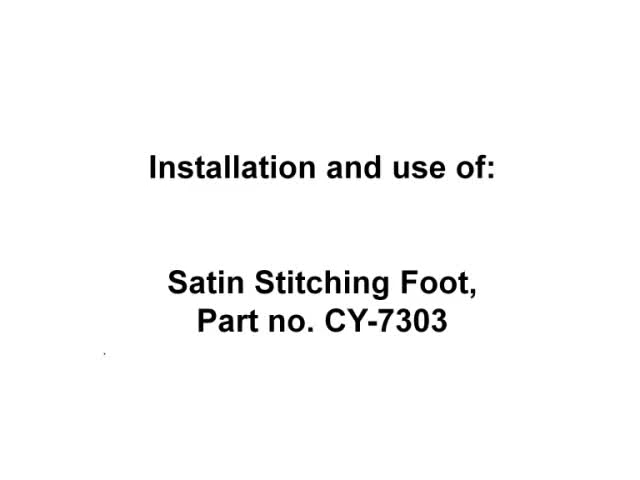 Installation and use of:
Satin Stitching Foot,
Part no. CY-7303